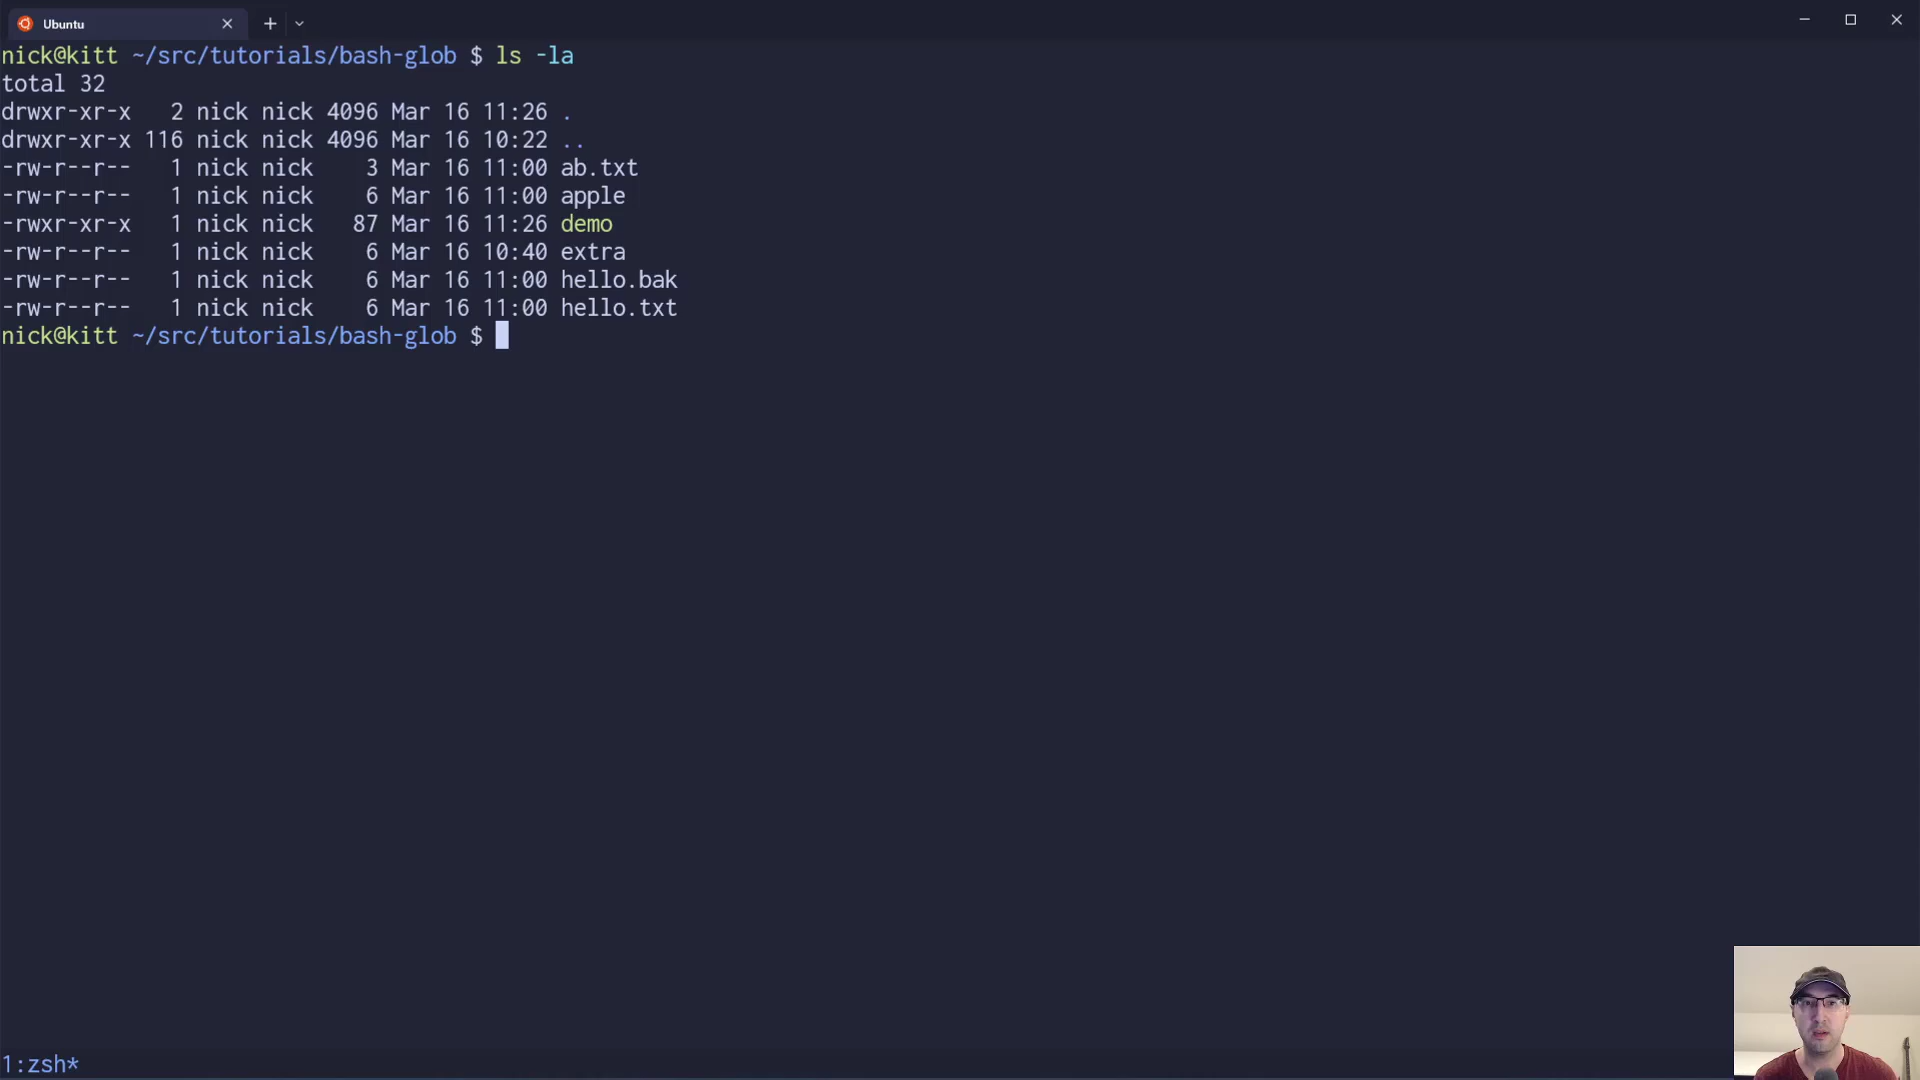 Ubuntu
nick@kitt ~/src/tutorials/bash-glob $ ls -la
total 32
drwxr-xr-x   2 nick nick 4096 Mar 16 11:26 .
drwxr-xr-x 116 nick nick 4096 Mar 16 10:22 ..
-rw-r--r--   1 nick nick    3 Mar 16 11:00 ab.txt
-rw-r--r--   1 nick nick    6 Mar 16 11:00 apple
-rwxr-xr-x   1 nick nick   87 Mar 16 11:26 demo
-rw-r--r--   1 nick nick    6 Mar 16 10:40 extra
-rw-r--r--   1 nick nick    6 Mar 16 11:00 hello.bak
-rw-r--r--   1 nick nick    6 Mar 16 11:00 hello.txt
nick@kitt ~/src/tutorials/bash-glob $
1:zsh*